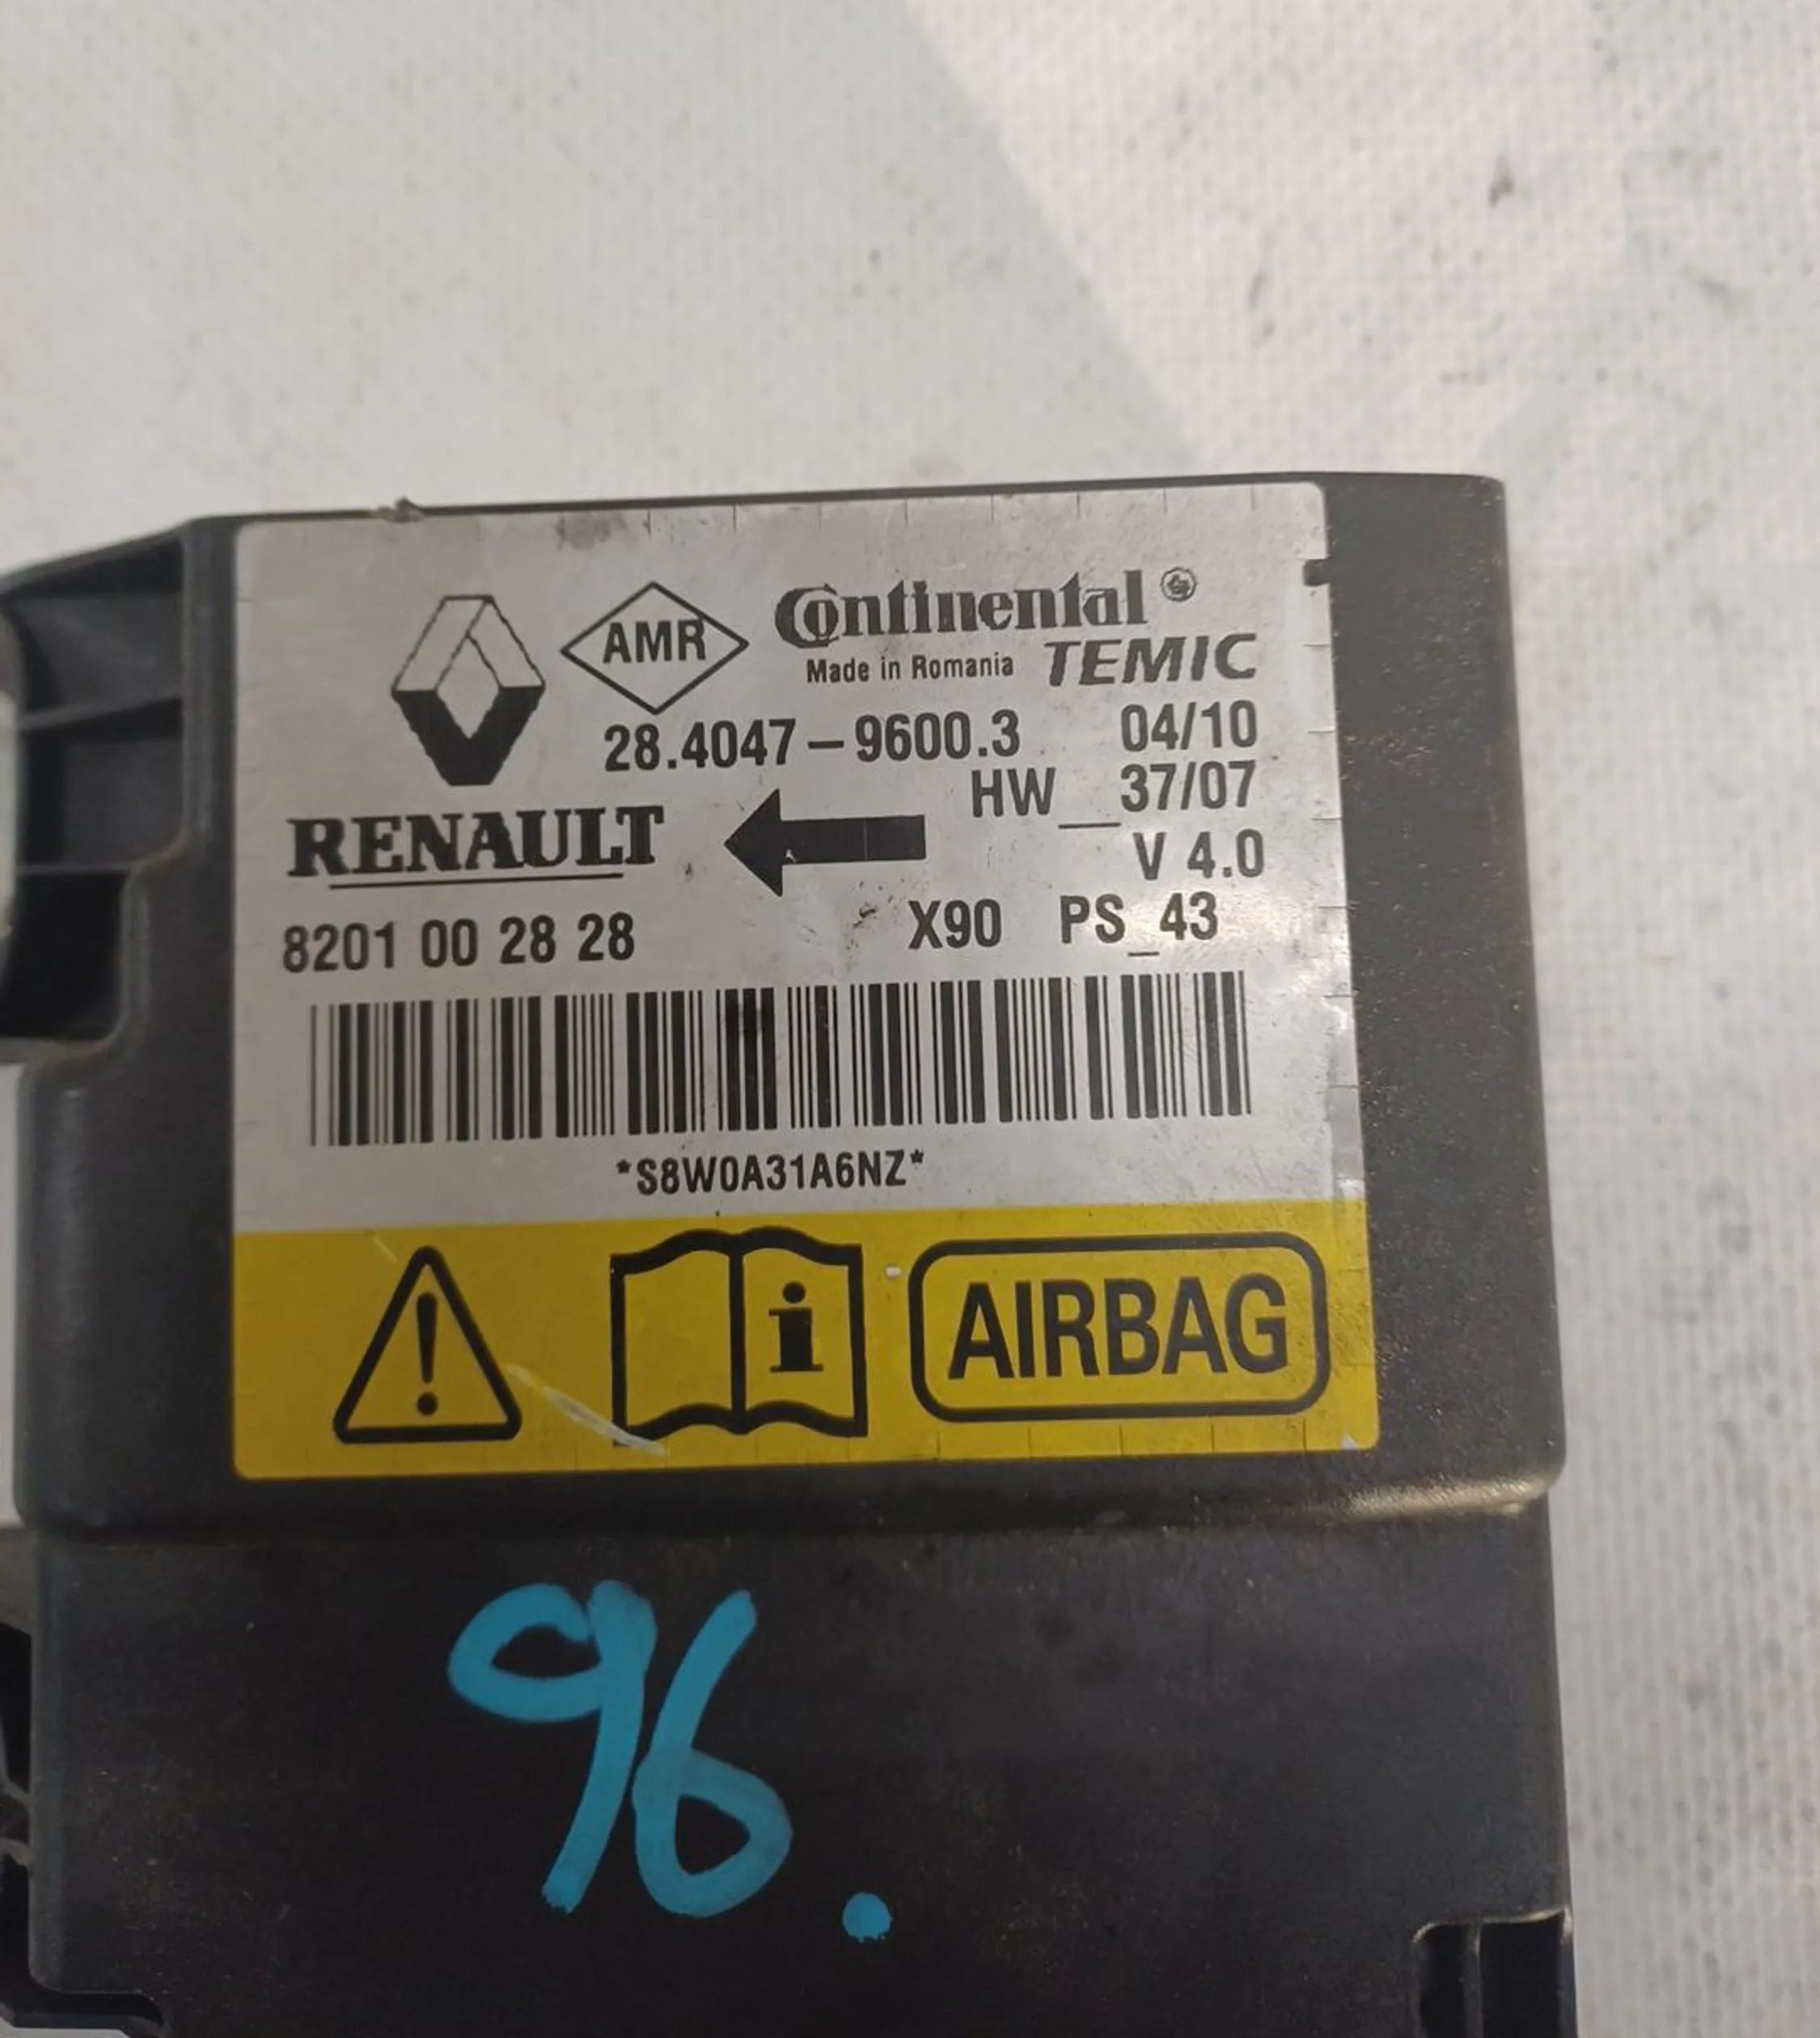 AMR Continental
Made in Romania TEMIC
28.4047-9600.3 04/10
HW__37/07
RENAULT
V 4.0
8201 00 28 28 X90 PS_43
*S8W0A31A6NZ*
! i AIRBAG
96.